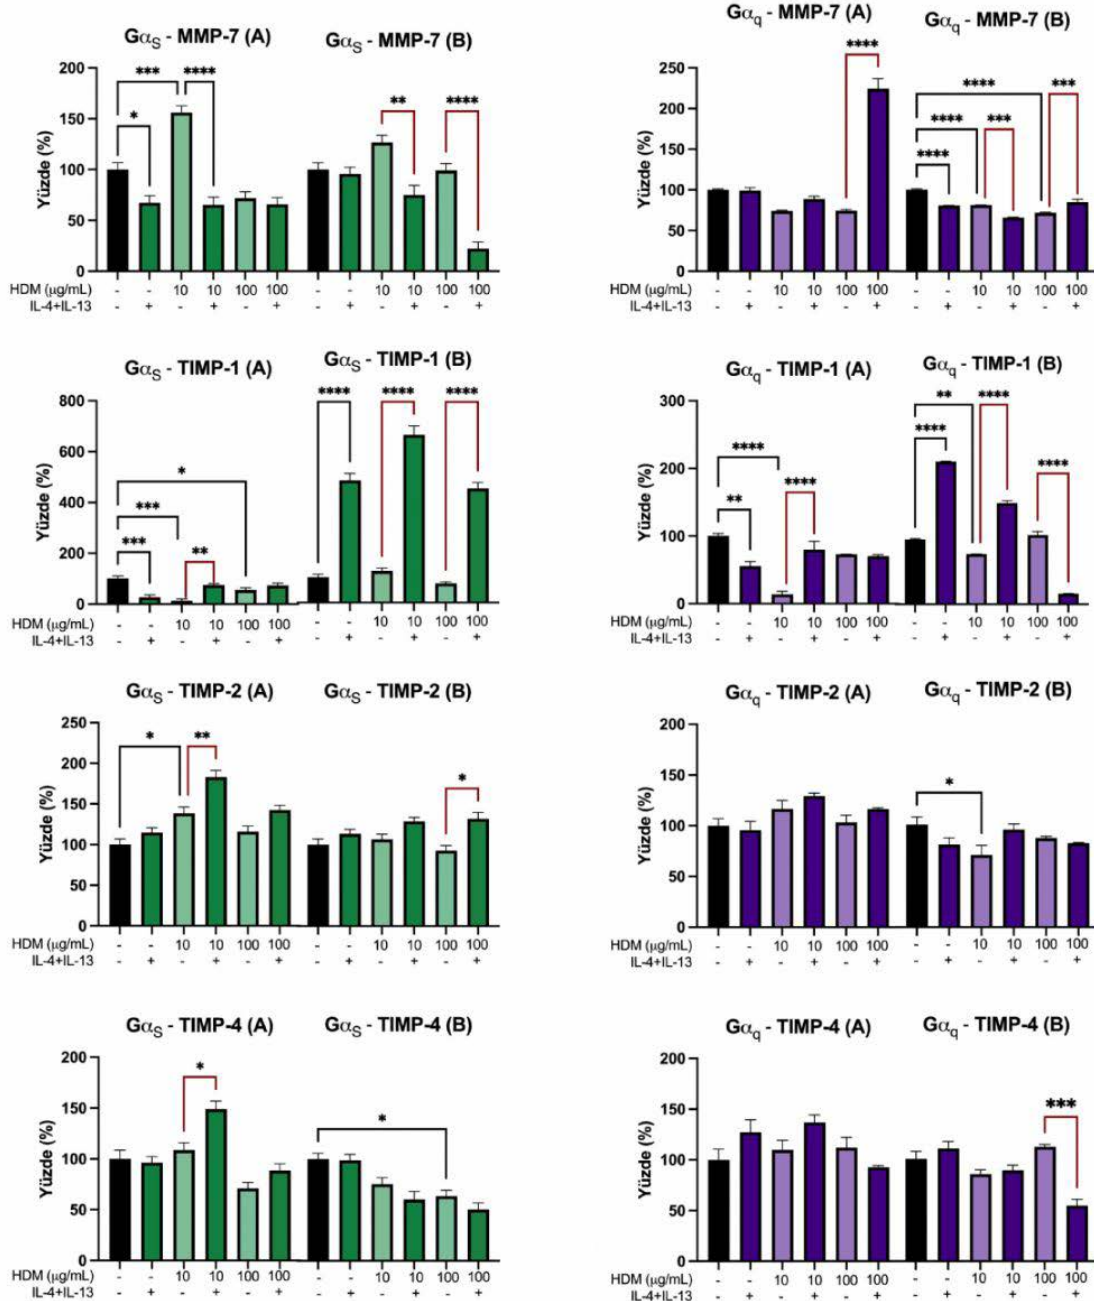 Gαq - MMP-7 (A)
Gαq - MMP-7 (B)
GαS - MMP-7 (A)
GαS - MMP-7 (B)
Yüzde (%)
200
150
100
50
0
*
***
****
**
****
HDM (µg/mL) - - 10 10 100 100 - - 10 10 100 100
IL-4+IL-13 - + - + - + - + - + - +
Yüzde (%)
250
200
150
100
50
0
****
****
****
****
***
***
HDM (µg/mL) - - 10 10 100 100 - - 10 10 100 100
IL-4+IL-13 - + - + - + - + - + - +
GαS - TIMP-1 (A)
GαS - TIMP-1 (B)
Yüzde (%)
800
600
400
200
0
*
***
***
**
****
****
****
HDM (µg/mL) - - 10 10 100 100 - - 10 10 100 100
IL-4+IL-13 - + - + - + - + - + - +
Gαq - TIMP-1 (A)
Gαq - TIMP-1 (B)
Yüzde (%)
300
200
100
0
****
**
****
**
****
****
****
HDM (µg/mL) - - 10 10 100 100 - - 10 10 100 100
IL-4+IL-13 - + - + - + - + - + - +
GαS - TIMP-2 (A)
GαS - TIMP-2 (B)
Yüzde (%)
250
200
150
100
50
0
*
**
*
HDM (µg/mL) - - 10 10 100 100 - - 10 10 100 100
IL-4+IL-13 - + - + - + - + - + - +
Gαq - TIMP-2 (A)
Gαq - TIMP-2 (B)
Yüzde (%)
200
150
100
50
0
*
HDM (µg/mL) - - 10 10 100 100 - - 10 10 100 100
IL-4+IL-13 - + - + - + - + - + - +
GαS - TIMP-4 (A)
GαS - TIMP-4 (B)
Yüzde (%)
200
150
100
50
0
*
*
HDM (µg/mL) - - 10 10 100 100 - - 10 10 100 100
IL-4+IL-13 - + - + - + - + - + - +
Gαq - TIMP-4 (A)
Gαq - TIMP-4 (B)
Yüzde (%)
200
150
100
50
0
***
HDM (µg/mL) - - 10 10 100 100 - - 10 10 100 100
IL-4+IL-13 - + - + - + - + - + - +